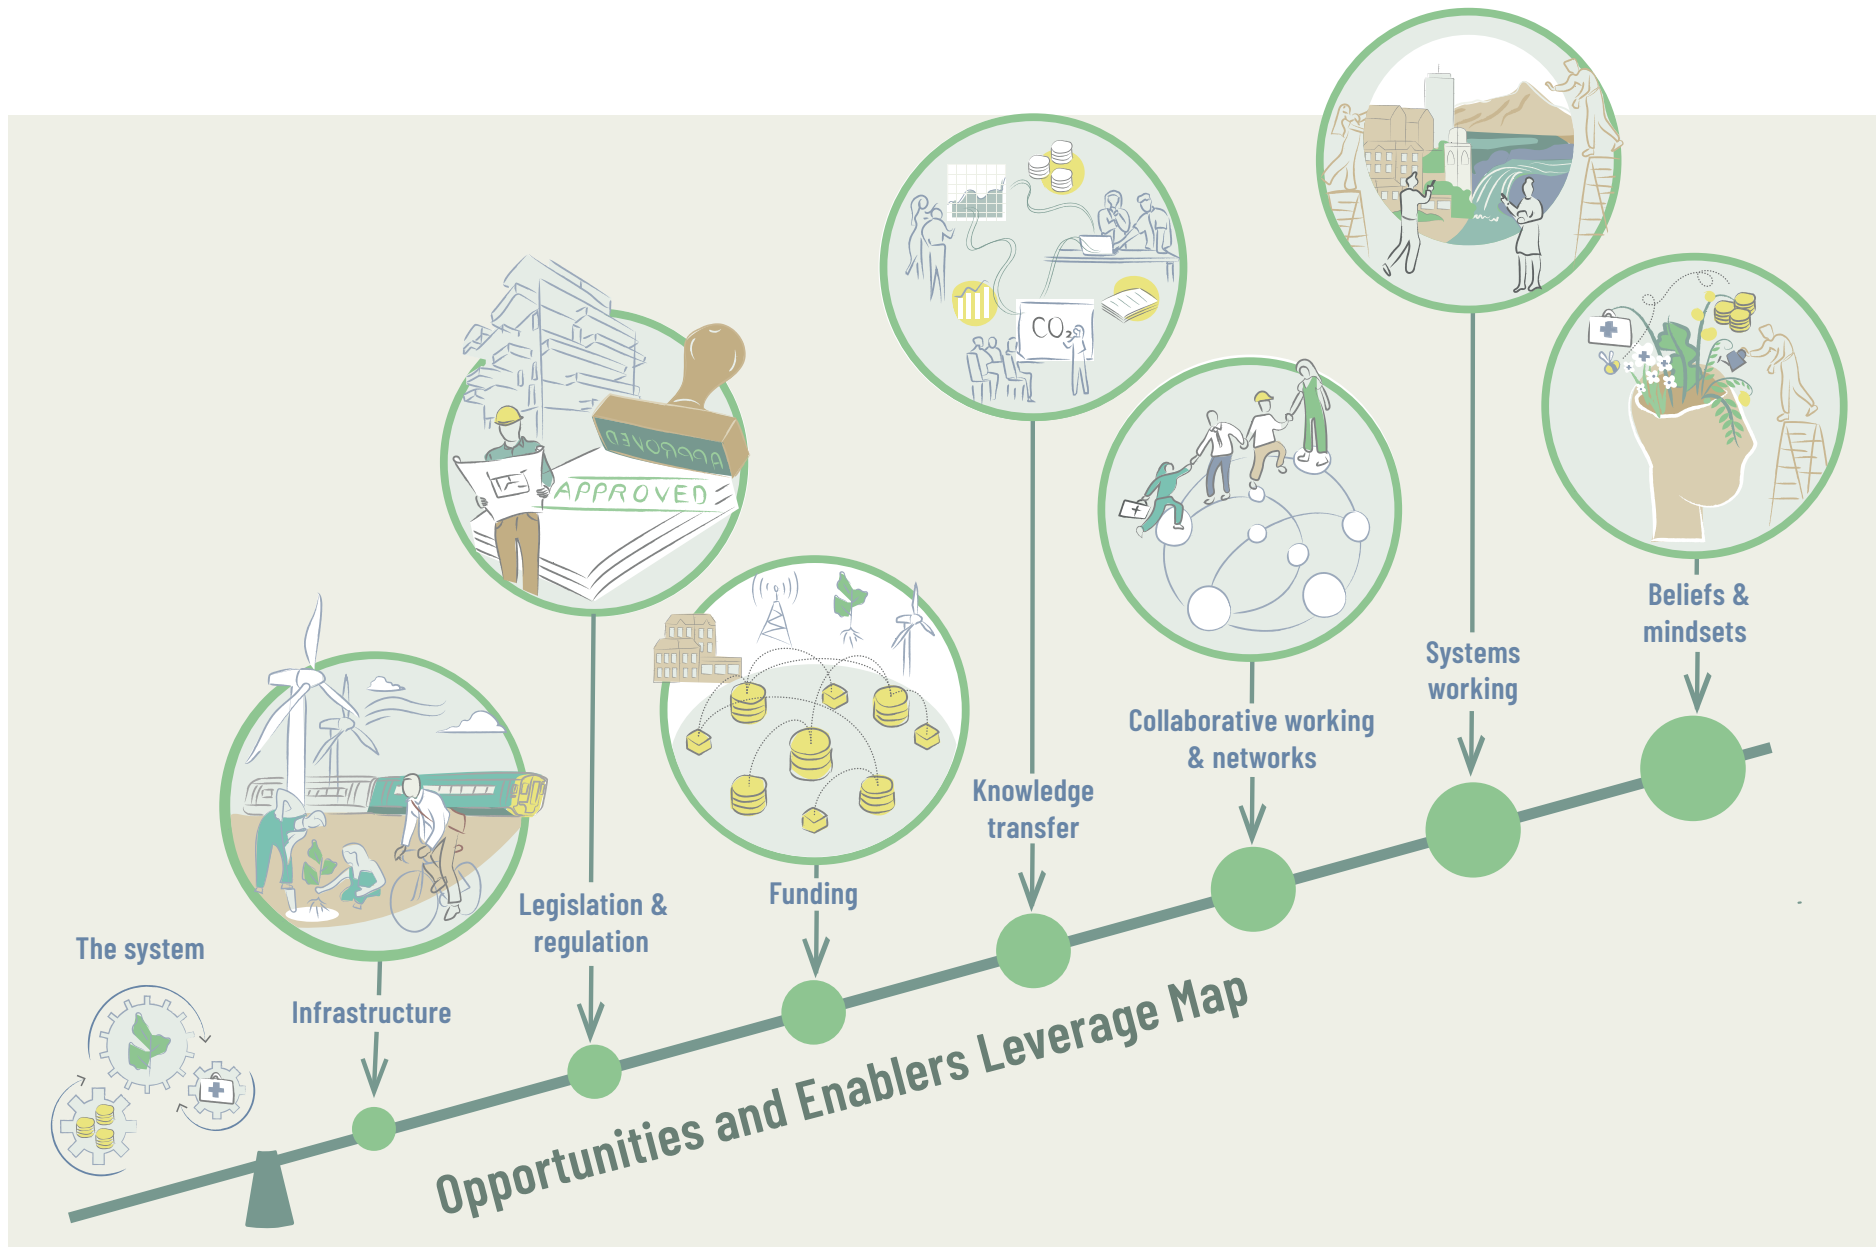 The system
Infrastructure
Legislation &
regulation
APPROVED
APPROVED
Funding
Knowledge
transfer
CO₂
Collaborative working
& networks
Systems
working
Beliefs &
mindsets
Opportunities and Enablers Leverage Map